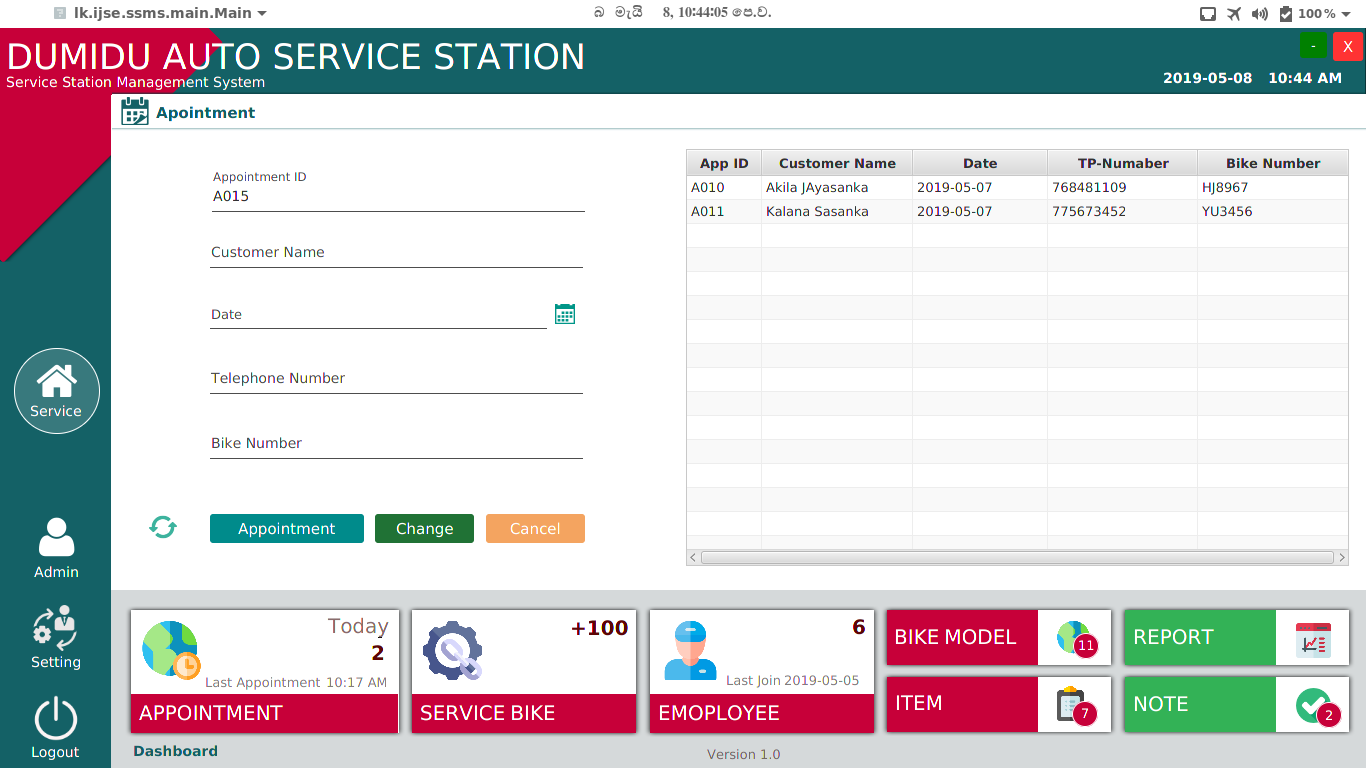 lk.ijse.ssms.main.Main
බ මැයි 8, 10:44:05 පෙ.ව.
100 %
DUMIDU AUTO SERVICE STATION
Service Station Management System
-
X
2019-05-08 10:44 AM
Apointment
Appointment ID
A015
Customer Name
Date
Telephone Number
Bike Number
Appointment
Change
Cancel
App ID Customer Name Date TP-Numaber Bike Number
A010 Akila JAyasanka 2019-05-07 768481109 HJ8967
A011 Kalana Sasanka 2019-05-07 775673452 YU3456
Service
Admin
Setting
Logout
Today
2
Last Appointment 10:17 AM
APPOINTMENT
+100
SERVICE BIKE
6
Last Join 2019-05-05
EMOPLOYEE
BIKE MODEL
11
REPORT
ITEM
7
NOTE
2
Dashboard
Version 1.0